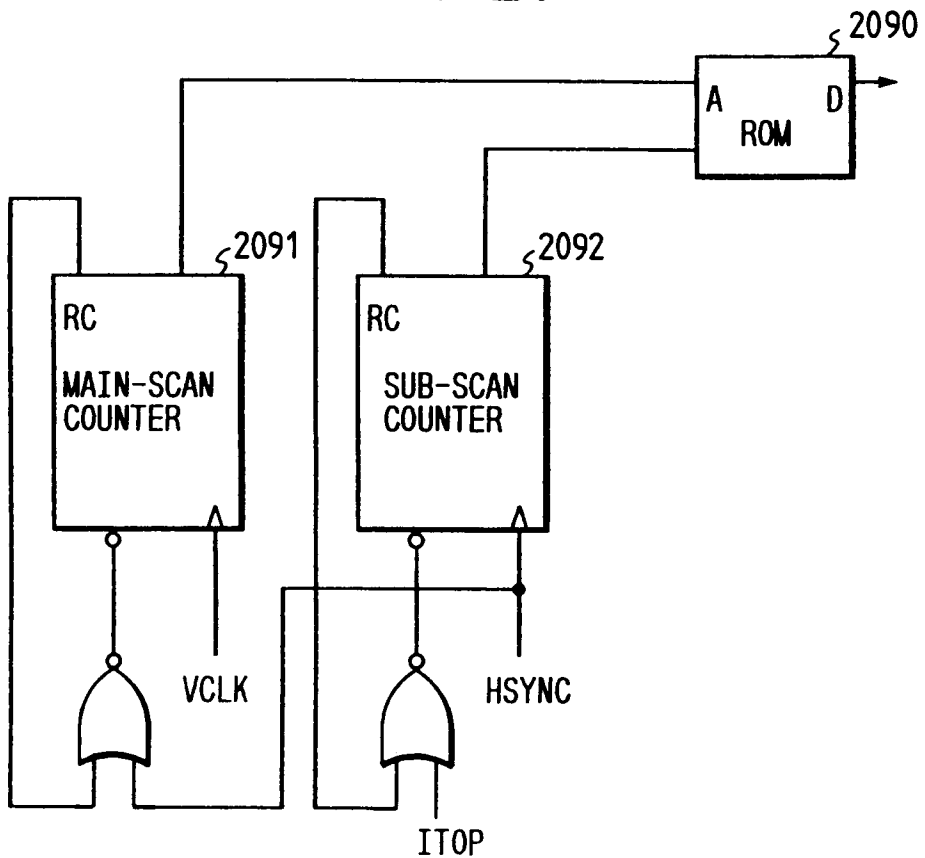 2090
A D
ROM
2091
2092
RC
MAIN-SCAN
COUNTER
RC
SUB-SCAN
COUNTER
VCLK
HSYNC
ITOP